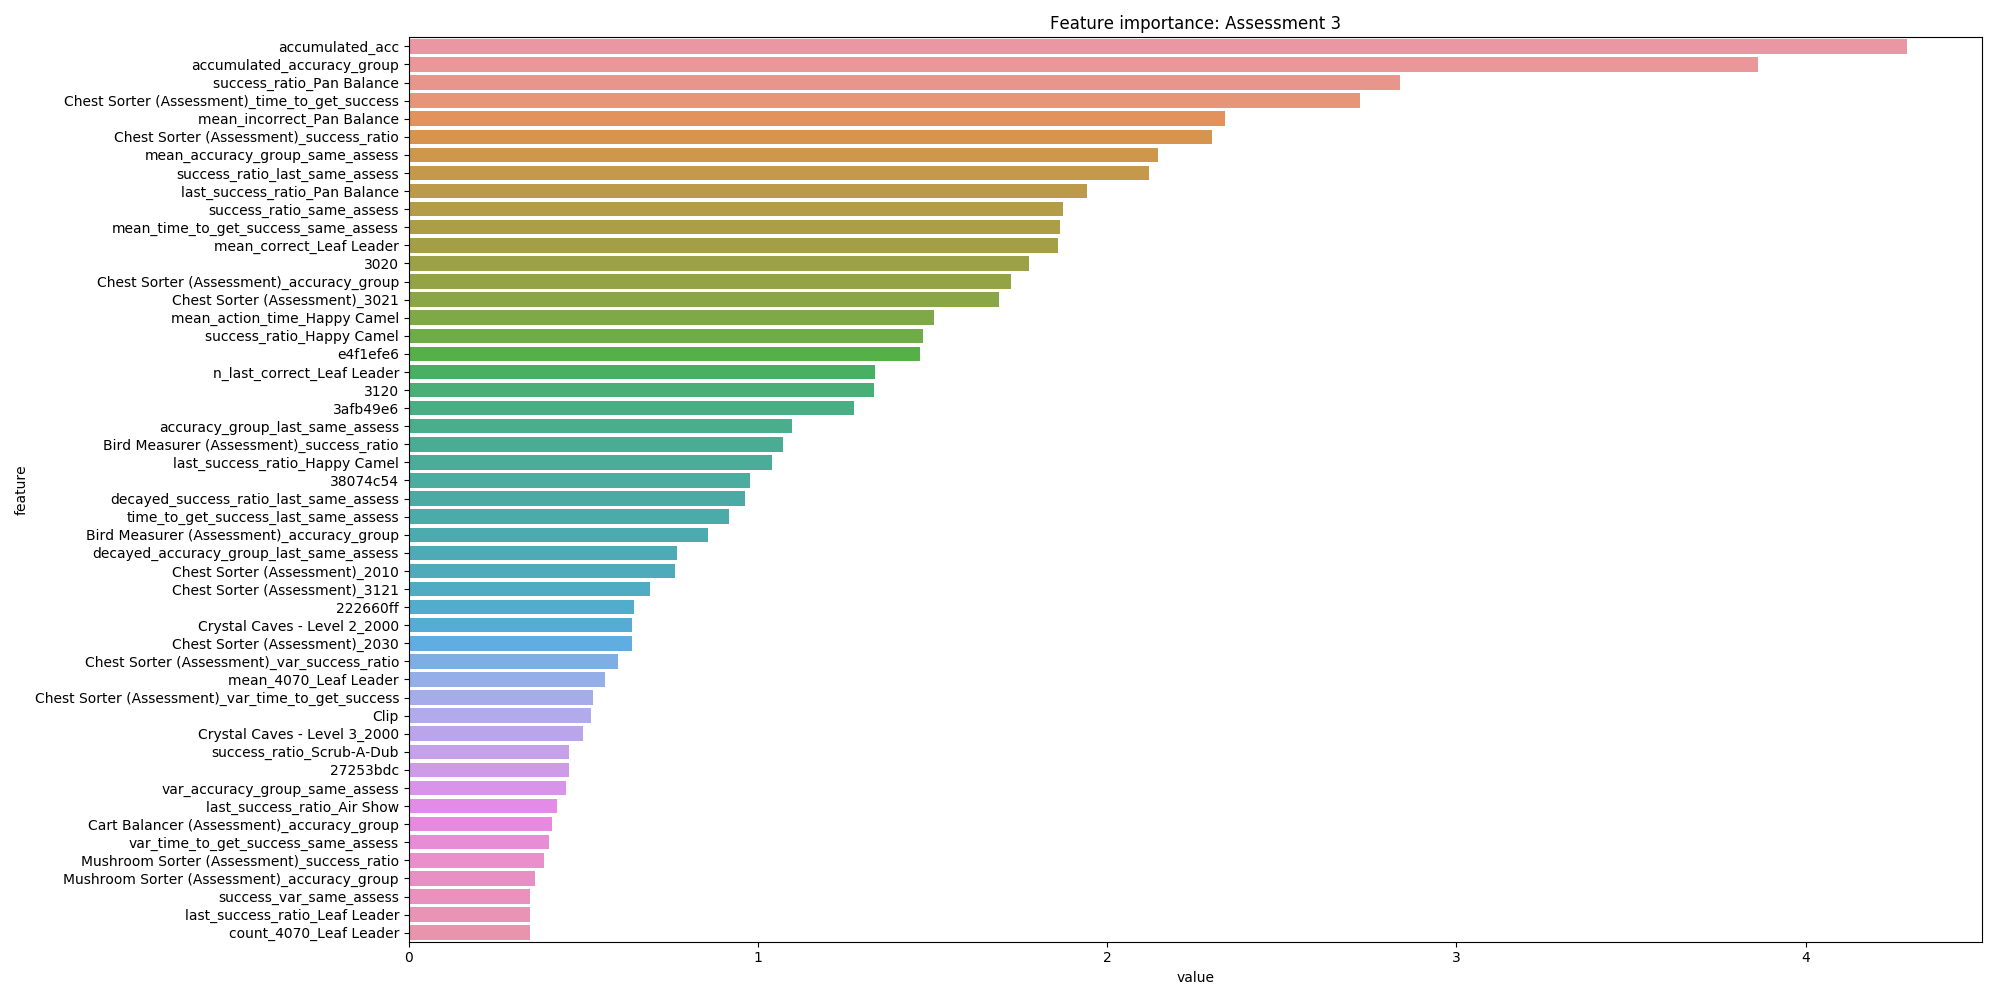 Feature importance: Assessment 3
accumulated_acc
accumulated_accuracy_group
success_ratio_Pan Balance
Chest Sorter (Assessment)_time_to_get_success
mean_incorrect_Pan Balance
Chest Sorter (Assessment)_success_ratio
mean_accuracy_group_same_assess
success_ratio_last_same_assess
last_success_ratio_Pan Balance
success_ratio_same_assess
mean_time_to_get_success_same_assess
mean_correct_Leaf Leader
3020
Chest Sorter (Assessment)_accuracy_group
Chest Sorter (Assessment)_3021
mean_action_time_Happy Camel
success_ratio_Happy Camel
e4f1efe6
n_last_correct_Leaf Leader
3120
3afb49e6
accuracy_group_last_same_assess
Bird Measurer (Assessment)_success_ratio
last_success_ratio_Happy Camel
38074c54
decayed_success_ratio_last_same_assess
time_to_get_success_last_same_assess
Bird Measurer (Assessment)_accuracy_group
decayed_accuracy_group_last_same_assess
Chest Sorter (Assessment)_2010
Chest Sorter (Assessment)_3121
222660ff
Crystal Caves - Level 2_2000
Chest Sorter (Assessment)_2030
Chest Sorter (Assessment)_var_success_ratio
mean_4070_Leaf Leader
Chest Sorter (Assessment)_var_time_to_get_success
Clip
Crystal Caves - Level 3_2000
success_ratio_Scrub-A-Dub
27253bdc
var_accuracy_group_same_assess
last_success_ratio_Air Show
Cart Balancer (Assessment)_accuracy_group
var_time_to_get_success_same_assess
Mushroom Sorter (Assessment)_success_ratio
Mushroom Sorter (Assessment)_accuracy_group
success_var_same_assess
last_success_ratio_Leaf Leader
count_4070_Leaf Leader
feature
0 1 2 3 4
value